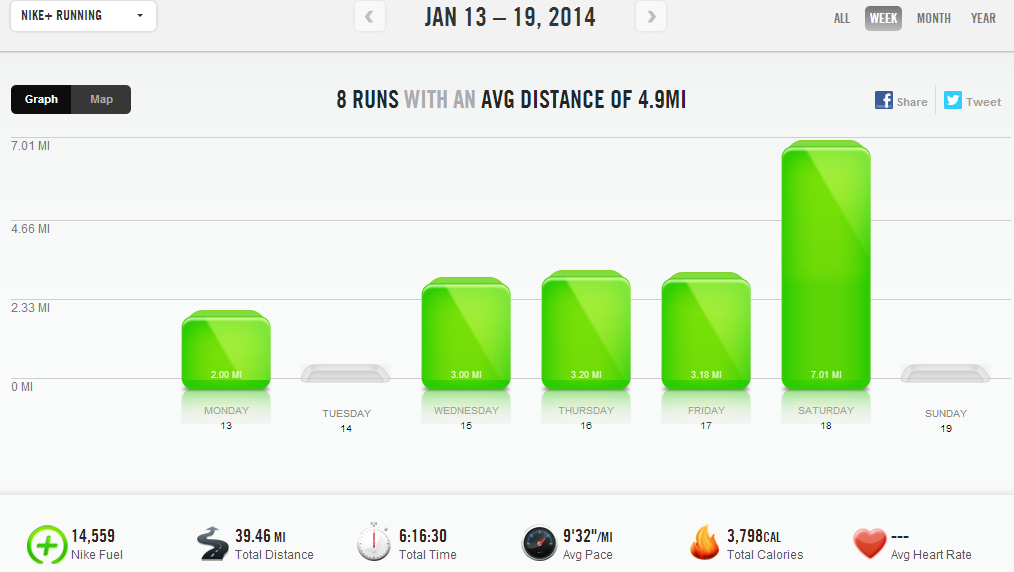 NIKE+ RUNNING
JAN 13 – 19, 2014
ALL WEEK MONTH YEAR
Graph Map
8 RUNS WITH AN AVG DISTANCE OF 4.9MI
Share Tweet
7.01 MI
4.66 MI
2.33 MI
0 MI
2.00 MI 3.00 MI 3.20 MI 3.18 MI 7.01 MI
MONDAY TUESDAY WEDNESDAY THURSDAY FRIDAY SATURDAY SUNDAY
13 14 15 16 17 18 19
14,559 39.46 MI 6:16:30 9'32"/MI 3,798CAL ---
Nike Fuel Total Distance Total Time Avg Pace Total Calories Avg Heart Rate